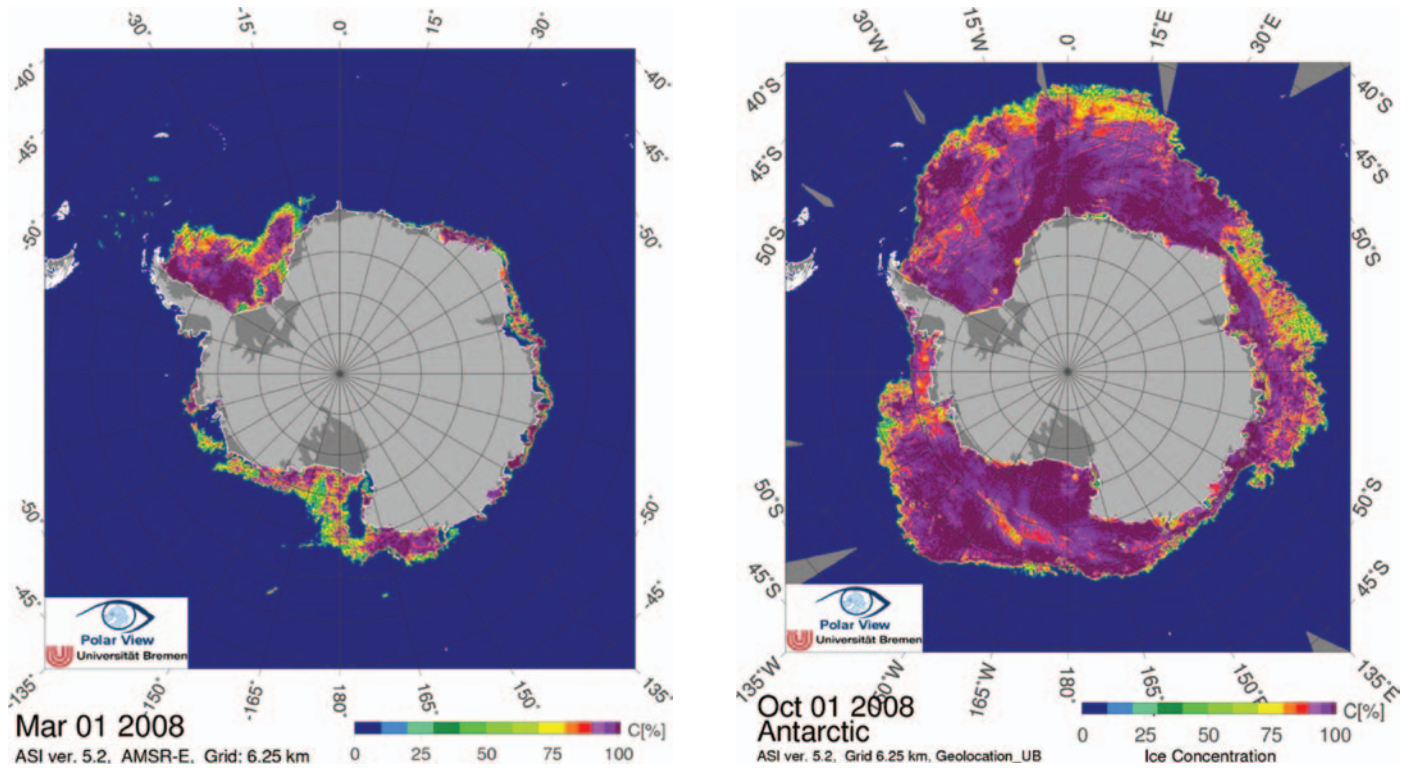 -15° 0° 15° 30°
-30°
-40° -40°
-45° -45°
-50° -50°
-50° -50°
-45° -45°
-135° -150° -165° 180 165° 150° 135°
Polar View
Universität Bremen
Mar 01 2008
C[%]
0 25 50 75 100
ASI ver. 5.2, AMSR-E, Grid: 6.25 km
30°W 15°W 0° 15°E 30°E
40°S 40°S
45°S 45°S
50°S 50°S
50°S 50°S
45°S 45°S
135°W 165°W 180 165° 150°E 135°E
Polar View
Universität Bremen
Oct 01 2008
Antarctic
C[%]
0 25 50 75 100
ASI ver. 5.2, Grid 6.25 km, Geolocation_UB
Ice Concentration